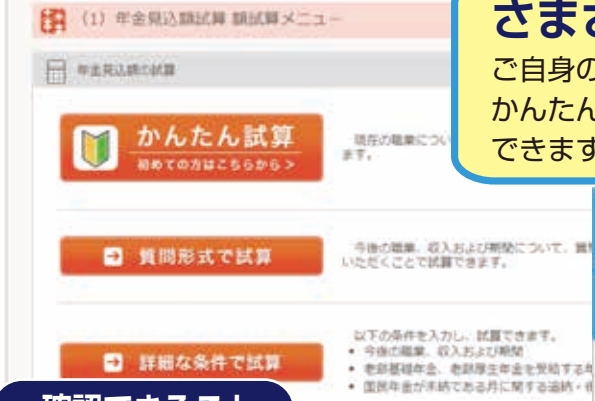 (1) 年金見込額試算 額試算メニュー
さまざ
ご自身の
かんたん
できます
年金見込額の試算
かんたん試算
初めての方はこちらから >
現在の職業につい
ます。
質問形式で試算
今後の職業、収入および期間について、質問
いただくことで試算できます。
詳細な条件で試算
以下の条件を入力し、試算できます。
• 今後の職業、収入および期間
• 老齢基礎年金、老齢厚生年金を受給する年
• 国民年金が未納である月に関する追納・
確認できること